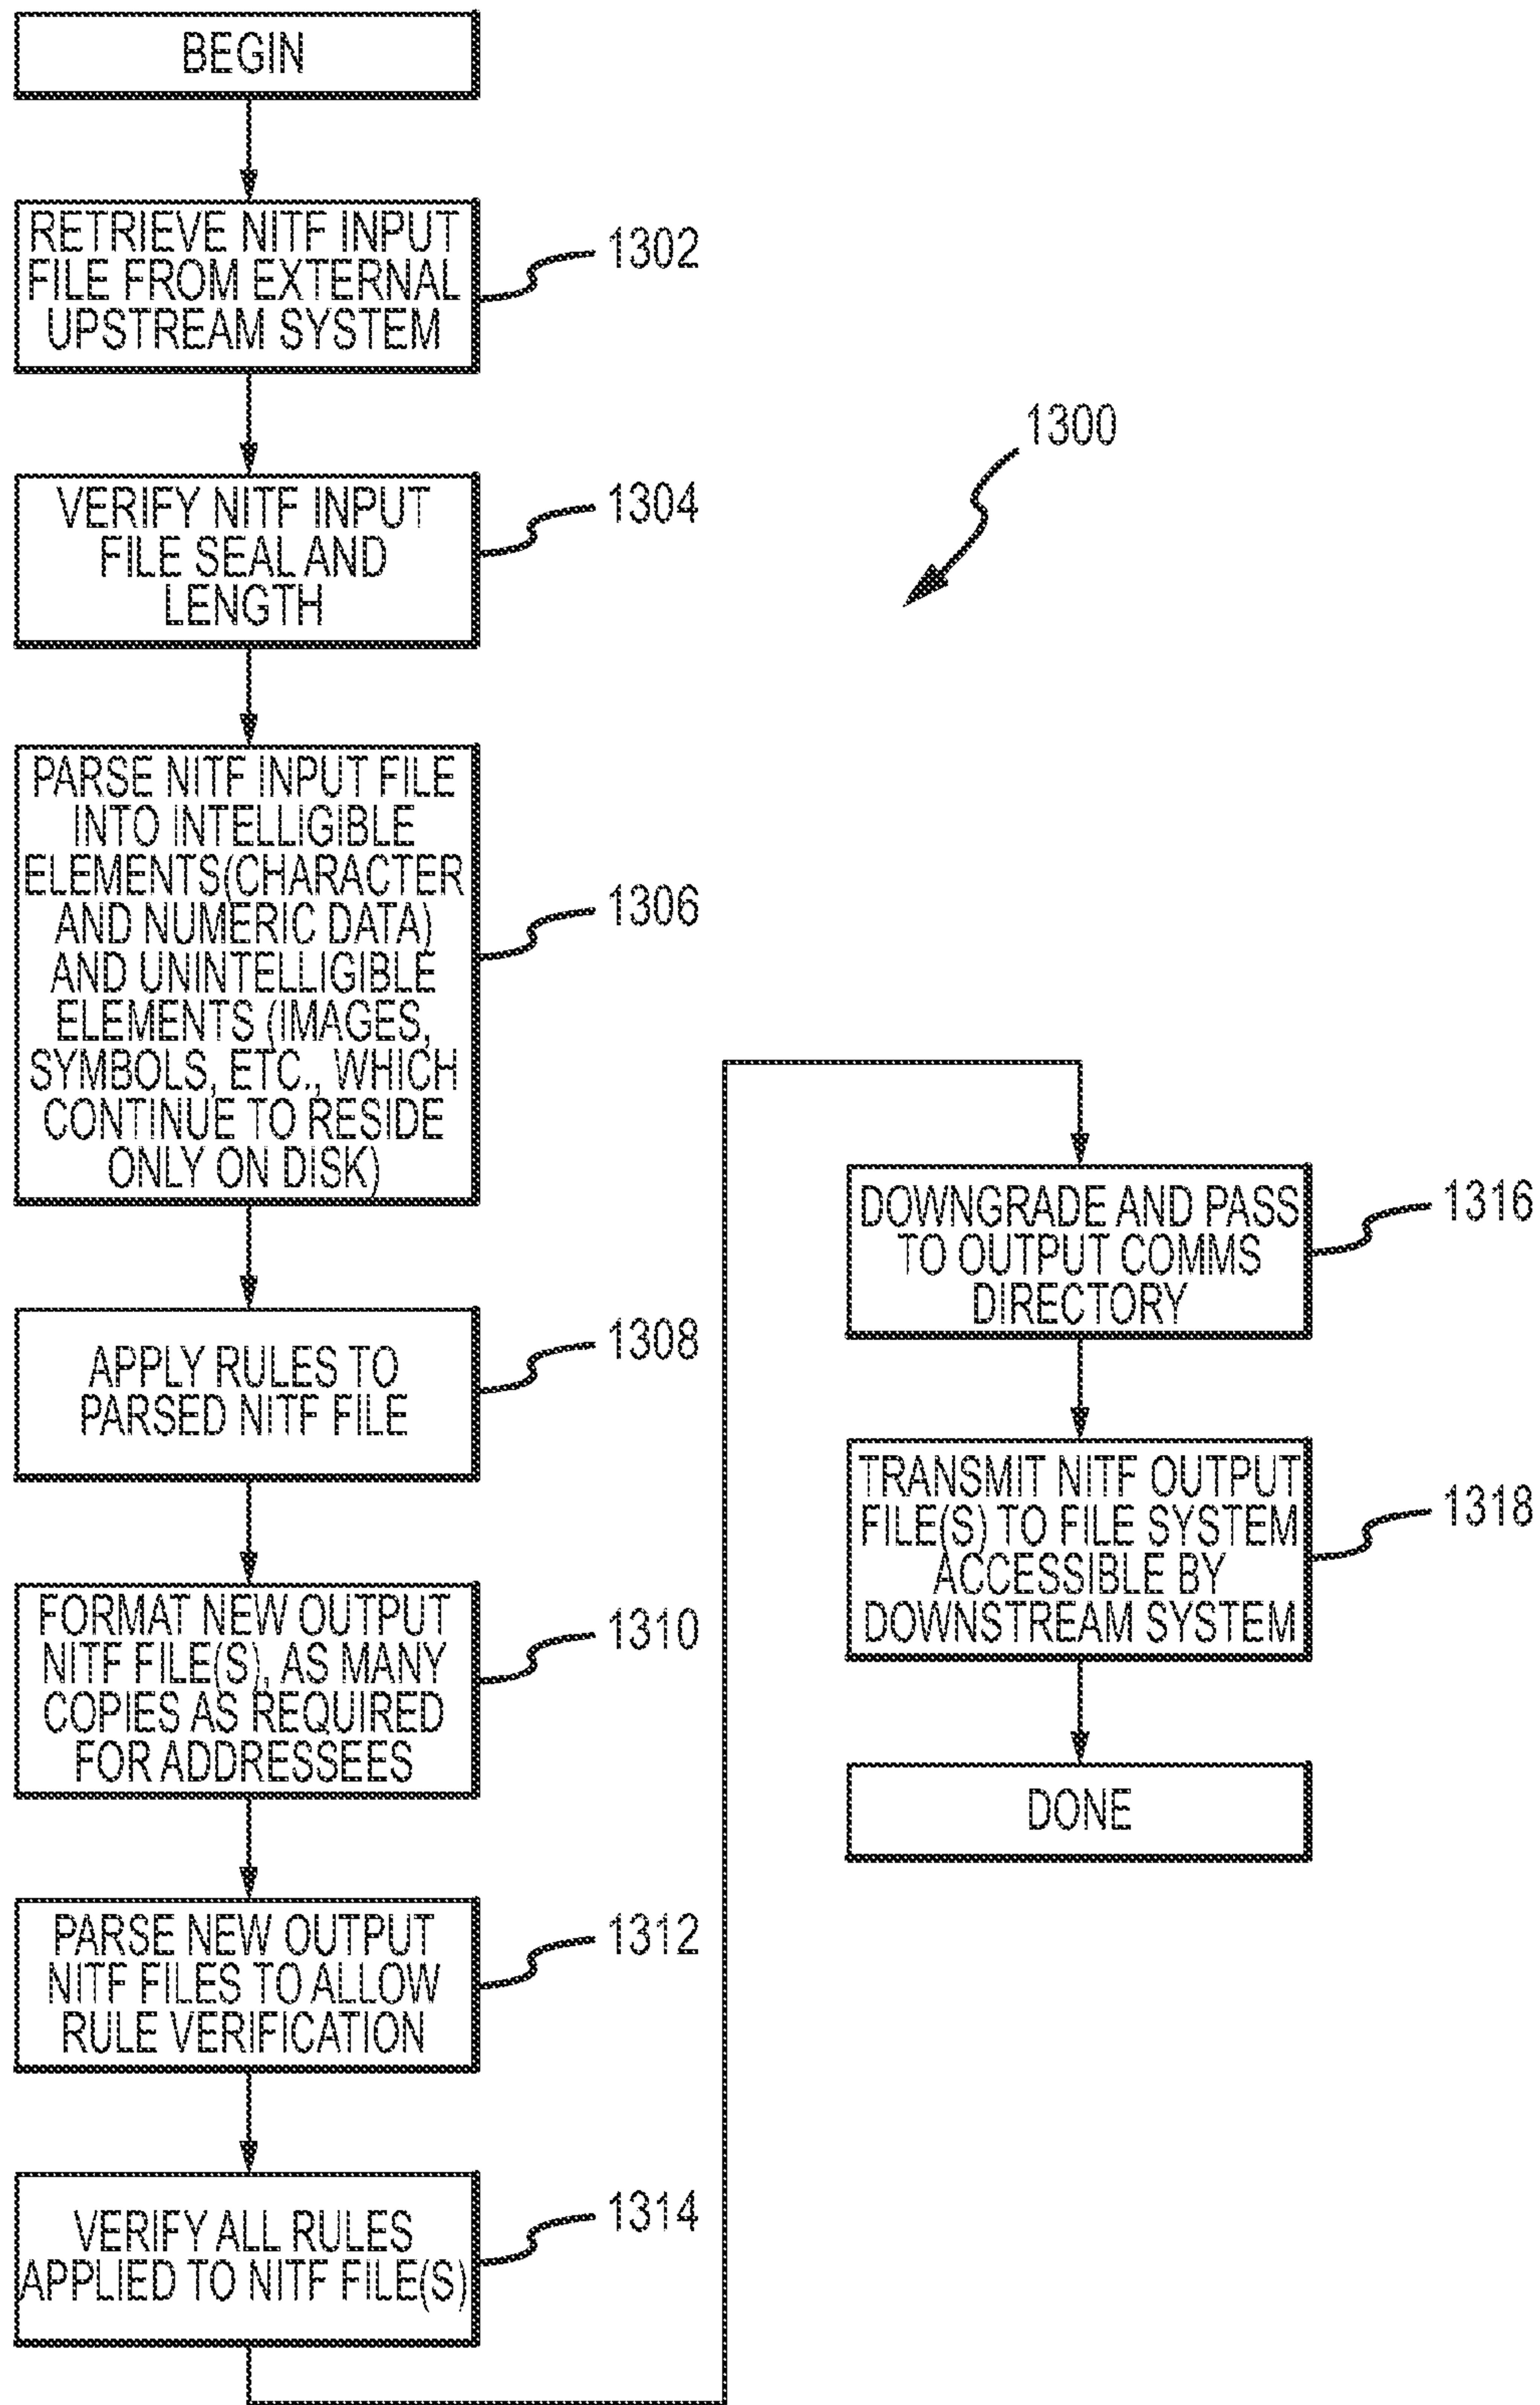 BEGIN
RETRIEVE NITF INPUT
FILE FROM EXTERNAL
UPSTREAM SYSTEM
1302
1300
VERIFY NITF INPUT
FILE SEAL AND
LENGTH
1304
PARSE NITF INPUT FILE
INTO INTELLIGIBLE
ELEMENTS(CHARACTER
AND NUMERIC DATA)
AND UNINTELLIGIBLE
ELEMENTS (IMAGES,
SYMBOLS, ETC., WHICH
CONTINUE TO RESIDE
ONLY ON DISK)
1306
APPLY RULES TO
PARSED NITF FILE
1308
FORMAT NEW OUTPUT
NITF FILE(S), AS MANY
COPIES AS REQUIRED
FOR ADDRESSEES
1310
PARSE NEW OUTPUT
NITF FILES TO ALLOW
RULE VERIFICATION
1312
VERIFY ALL RULES
APPLIED TO NITF FILE(S)
1314
DOWNGRADE AND PASS
TO OUTPUT COMMS
DIRECTORY
1316
TRANSMIT NITF OUTPUT
FILE(S) TO FILE SYSTEM
ACCESSIBLE BY
DOWNSTREAM SYSTEM
1318
DONE